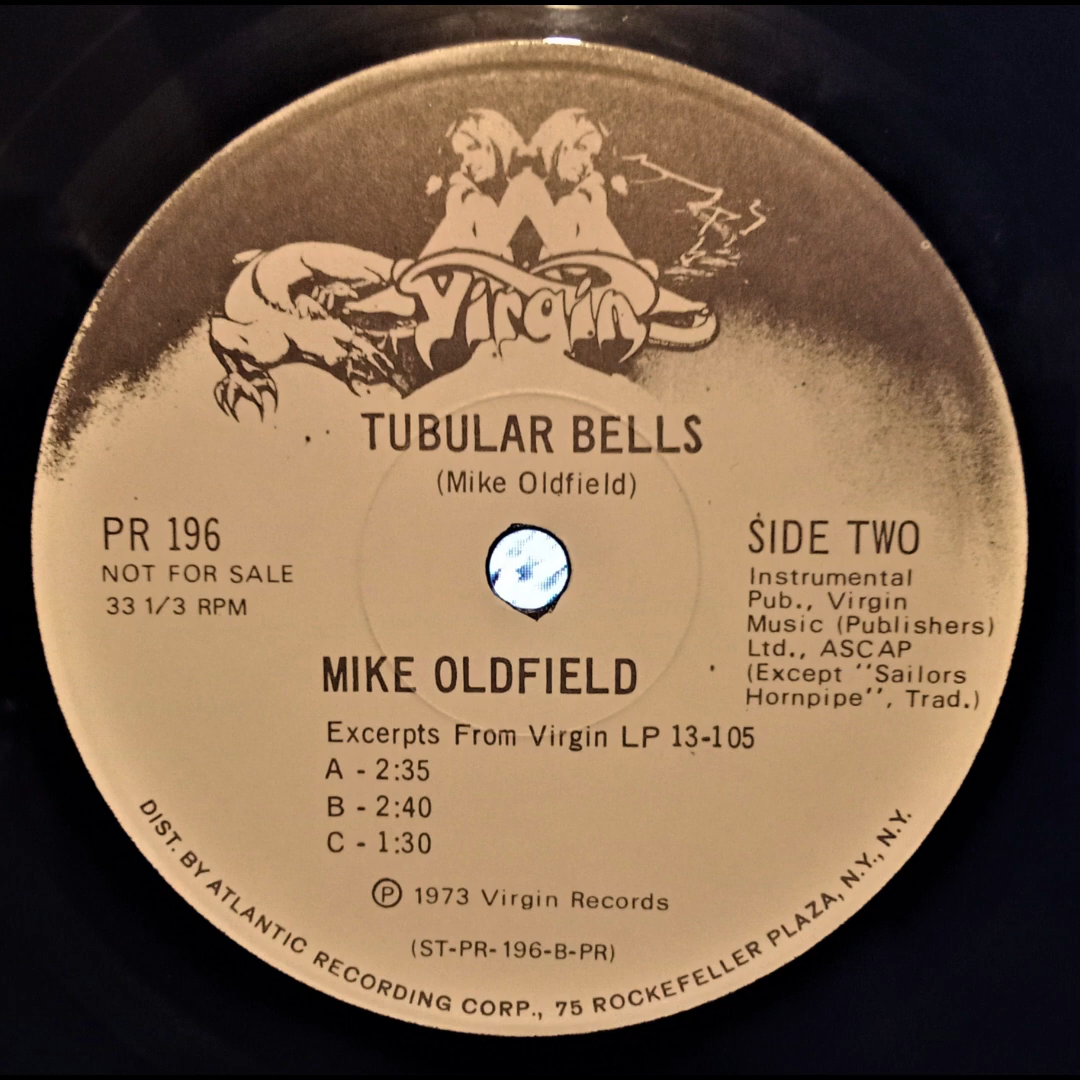 Virgin
TUBULAR BELLS
(Mike Oldfield)
PR 196
NOT FOR SALE
33 1/3 RPM
SIDE TWO
Instrumental
Pub., Virgin
Music (Publishers)
Ltd., ASCAP
(Except "Sailors
Hornpipe", Trad.)
MIKE OLDFIELD
Excerpts From Virgin LP 13-105
A - 2:35
B - 2:40
C - 1:30
Ⓟ 1973 Virgin Records
(ST-PR-196-B-PR)
DIST. BY ATLANTIC RECORDING CORP., 75 ROCKEFELLER PLAZA, N.Y., N.Y.